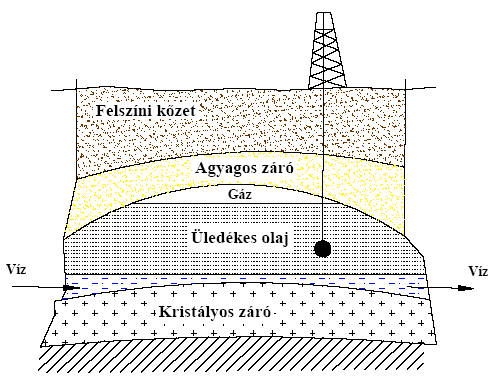 Felszíni kőzet
Agyagos záró
Gáz
Üledékes olaj
Víz
Víz
Kristályos záró